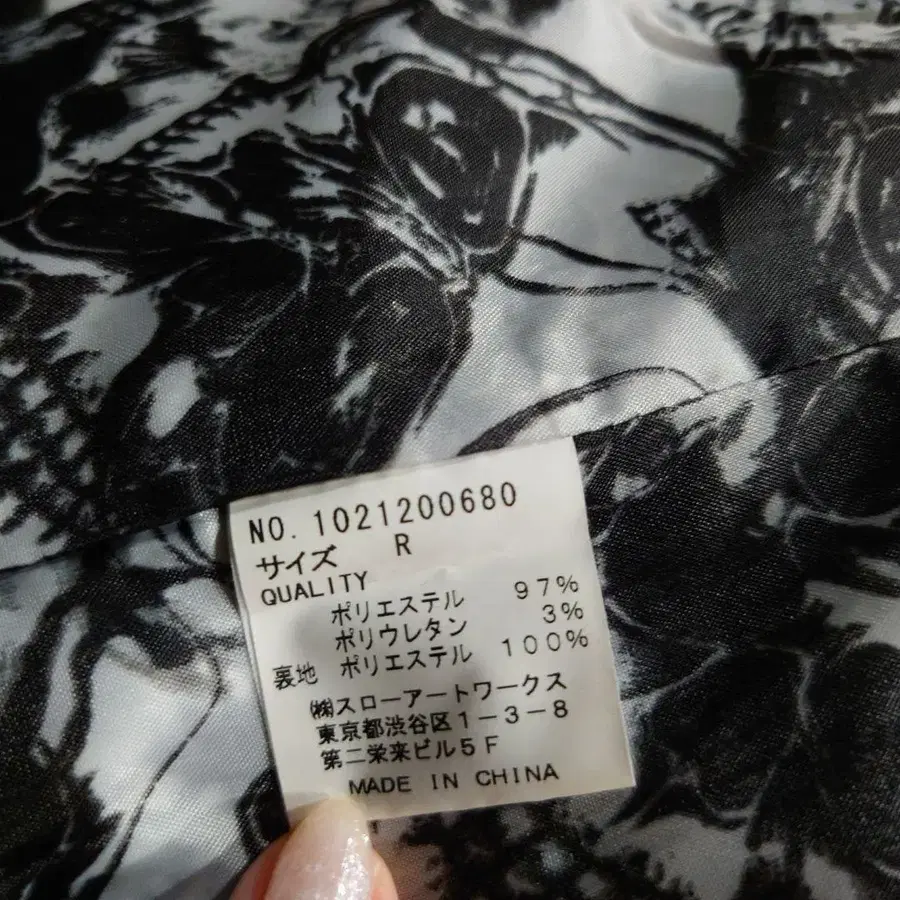 NO. 1021200680
サイズ R
QUALITY
ポリエステル 97%
ポリウレタン 3%
裏地 ポリエステル 100%
㈱スローアートワークス
東京都渋谷区1-3-8
第二栄来ビル5F
MADE IN CHINA